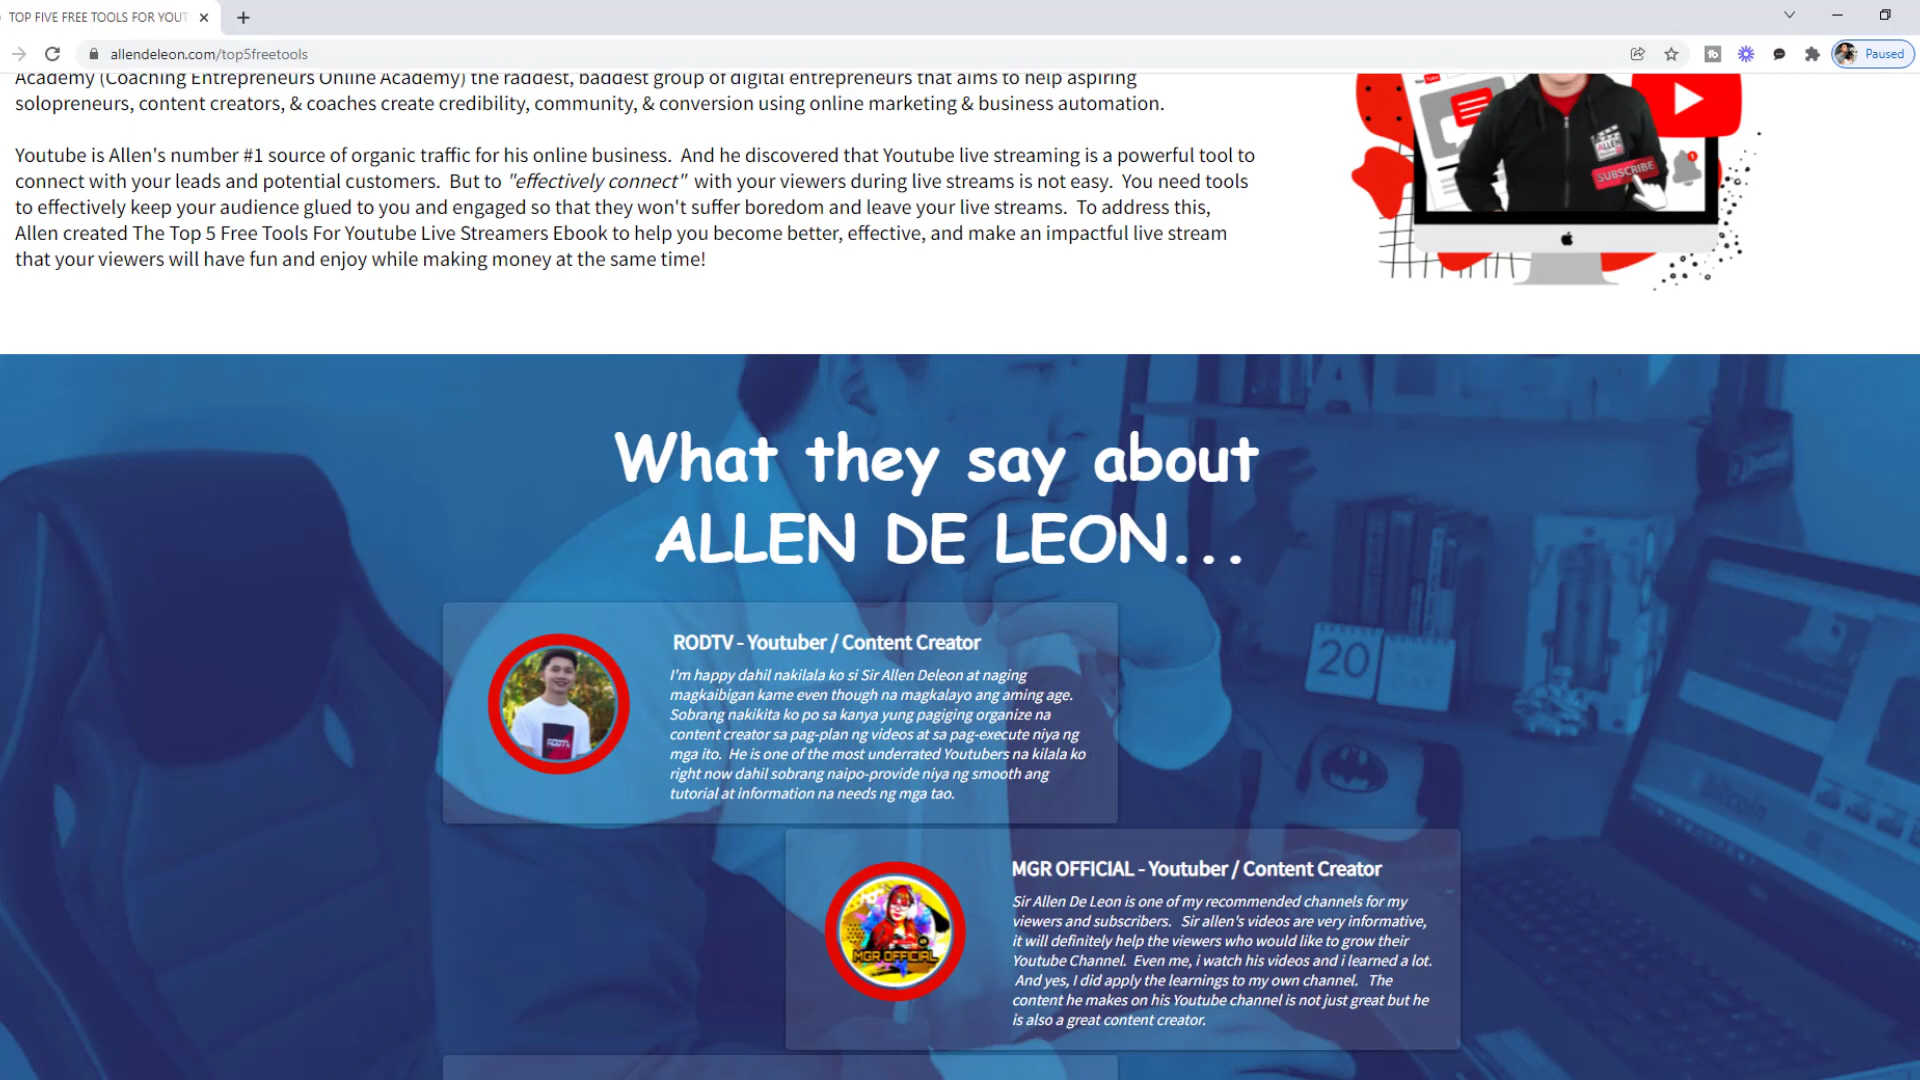 TOP FIVE FREE TOOLS FOR YOUT
allendeleon.com/top5freetools
Paused
Academy (Coaching Entrepreneurs Online Academy) the raddest, baddest group of digital entrepreneurs that aims to help aspiring
solopreneurs, content creators, & coaches create credibility, community, & conversion using online marketing & business automation.
Youtube is Allen's number #1 source of organic traffic for his online business. And he discovered that Youtube live streaming is a powerful tool to
connect with your leads and potential customers. But to "effectively connect" with your viewers during live streams is not easy. You need tools
to effectively keep your audience glued to you and engaged so that they won't suffer boredom and leave your live streams. To address this,
Allen created The Top 5 Free Tools For Youtube Live Streamers Ebook to help you become better, effective, and make an impactful live stream
that your viewers will have fun and enjoy while making money at the same time!
ALLEN
SUBSCRIBE
What they say about
ALLEN DE LEON...
RODTV - Youtuber / Content Creator
I'm happy dahil nakilala ko si Sir Allen Deleon at naging
magkaibigan kame even though na magkalayo ang aming age.
Sobrang nakikita ko po sa kanya yung pagiging organize na
content creator sa pag-plan ng videos at sa pag-execute niya ng
mga ito. He is one of the most underrated Youtubers na kilala ko
right now dahil sobrang naipo-provide niya ng smooth ang
tutorial at information na needs ng mga tao.
20
MGR OFFICIAL - Youtuber / Content Creator
Sir Allen De Leon is one of my recommended channels for my
viewers and subscribers. Sir allen's videos are very informative,
it will definitely help the viewers who would like to grow their
Youtube Channel. Even me, i watch his videos and i learned a lot.
And yes, I did apply the learnings to my own channel. The
content he makes on his Youtube channel is not just great but he
is also a great content creator.
MGR OFFICIAL
bitcoin